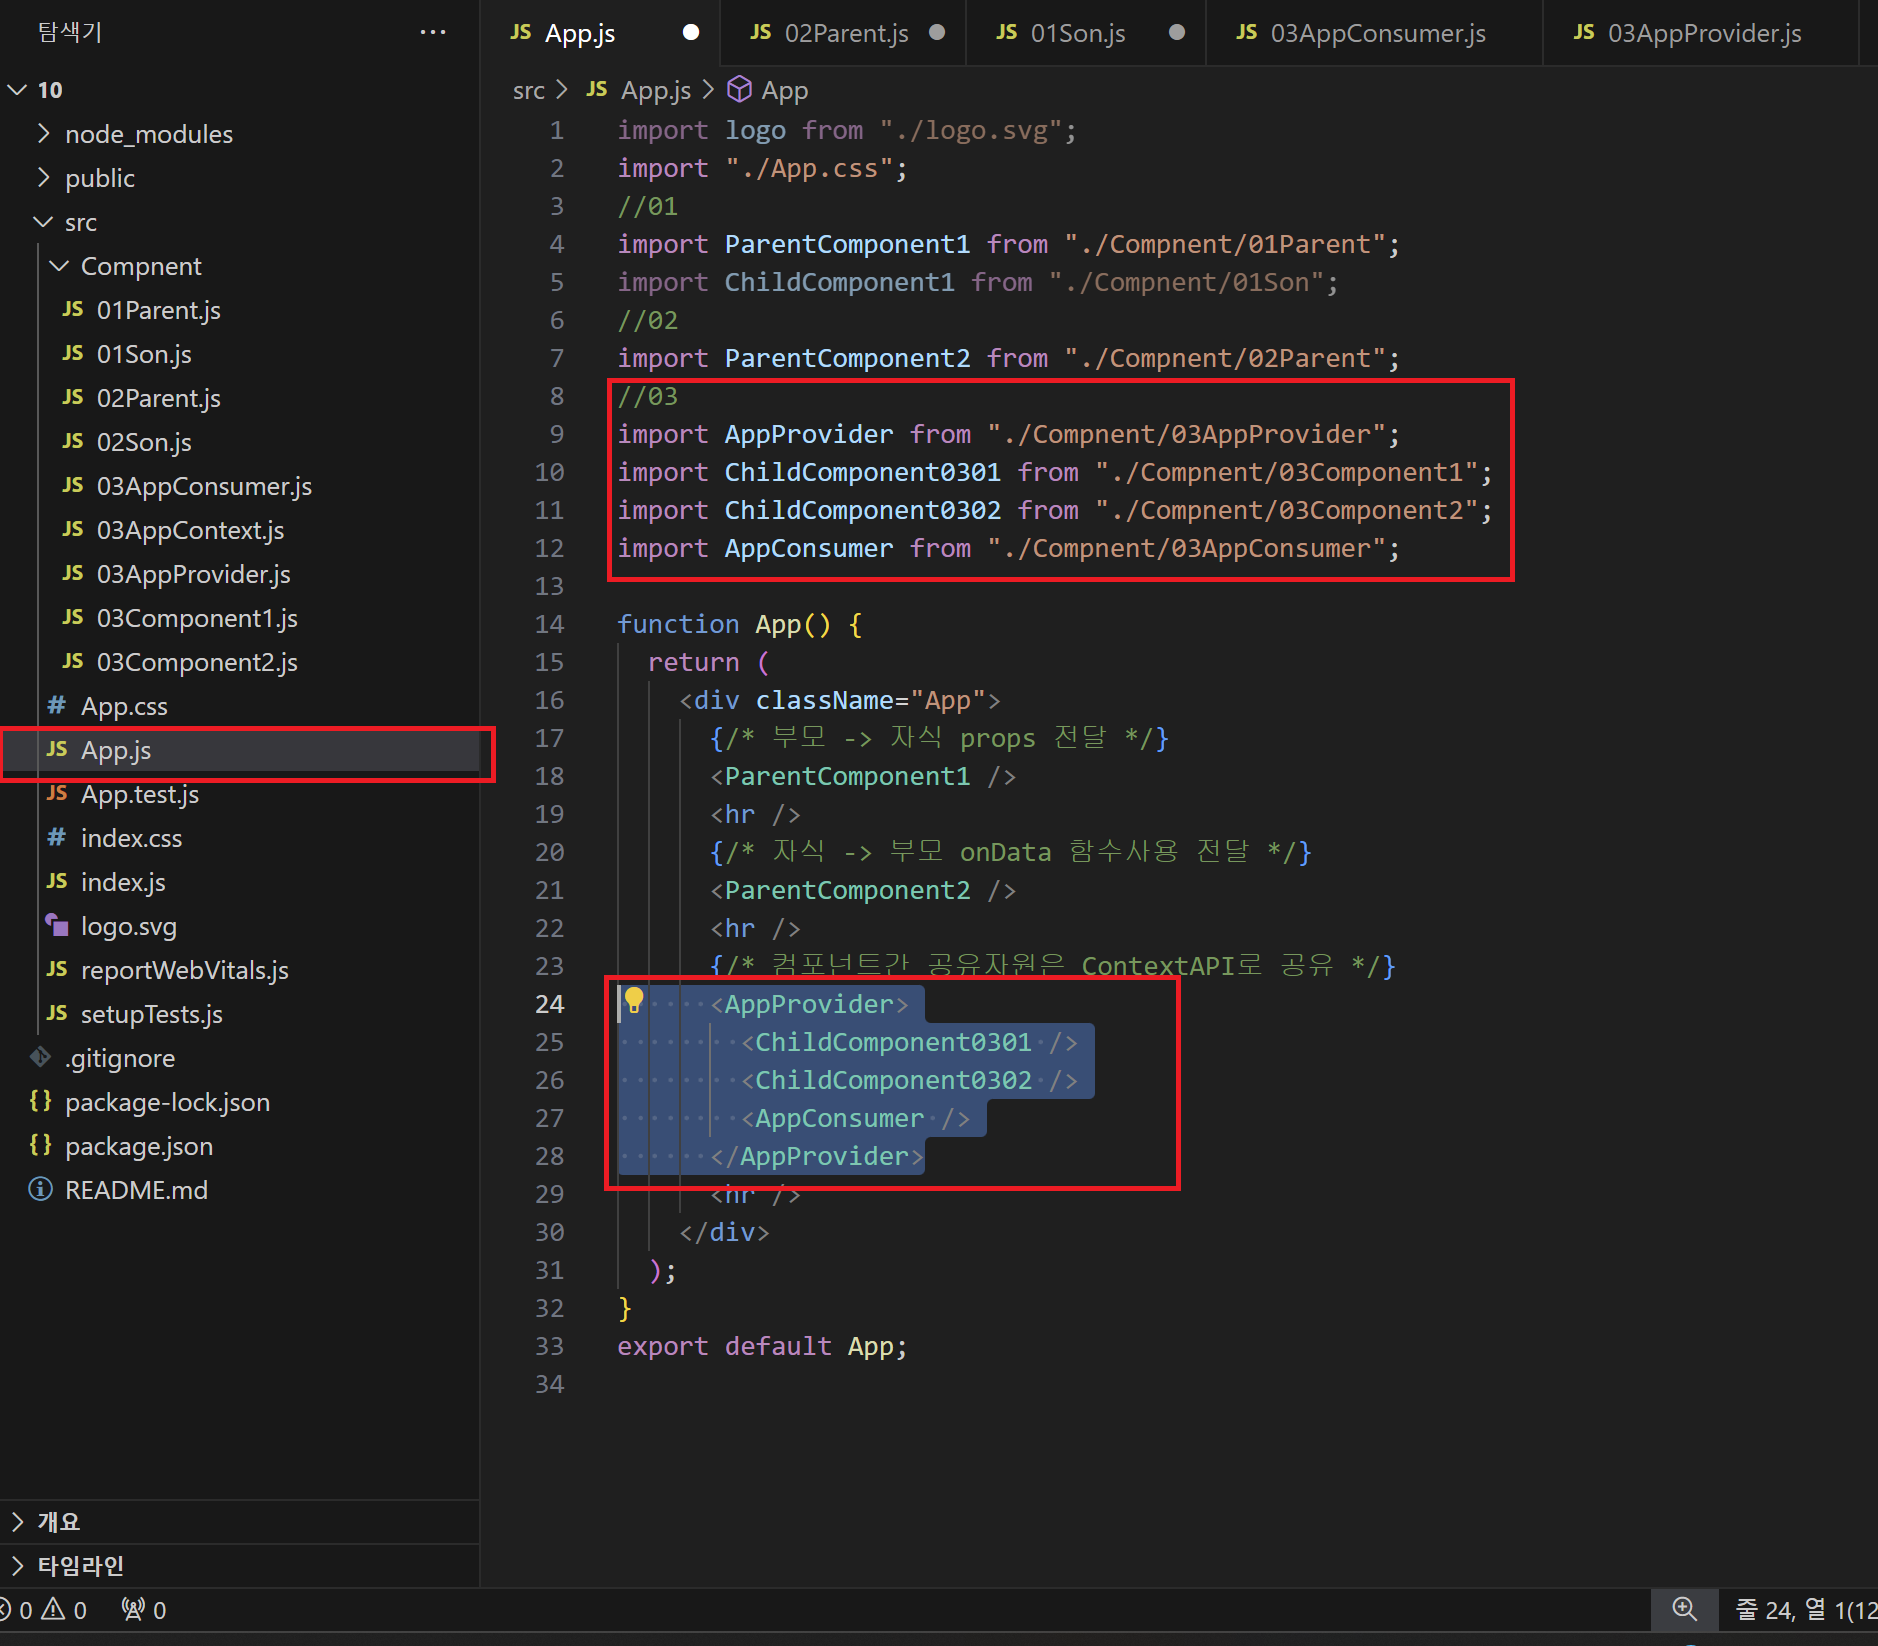 탐색기
10
node_modules
public
src
Compnent
JS 01Parent.js
JS 01Son.js
JS 02Parent.js
JS 02Son.js
JS 03AppConsumer.js
JS 03AppContext.js
JS 03AppProvider.js
JS 03Component1.js
JS 03Component2.js
# App.css
JS App.js
JS App.test.js
# index.css
JS index.js
logo.svg
JS reportWebVitals.js
JS setupTests.js
.gitignore
{} package-lock.json
{} package.json
README.md
개요
타임라인
JS App.js
JS 02Parent.js
JS 01Son.js
JS 03AppConsumer.js
JS 03AppProvider.js
src > JS App.js > App
1 import logo from "./logo.svg";
2 import "./App.css";
3 //01
4 import ParentComponent1 from "./Compnent/01Parent";
5 import ChildComponent1 from "./Compnent/01Son";
6 //02
7 import ParentComponent2 from "./Compnent/02Parent";
8 //03
9 import AppProvider from "./Compnent/03AppProvider";
10 import ChildComponent0301 from "./Compnent/03Component1";
11 import ChildComponent0302 from "./Compnent/03Component2";
12 import AppConsumer from "./Compnent/03AppConsumer";
13
14 function App() {
15 return (
16 <div className="App">
17 {/* 부모 -> 자식 props 전달 */}
18 <ParentComponent1 />
19 <hr />
20 {/* 자식 -> 부모 onData 함수사용 전달 */}
21 <ParentComponent2 />
22 <hr />
23 {/* 컴포넌트간 공유자원은 ContextAPI로 공유 */}
24 <AppProvider>
25 <ChildComponent0301 />
26 <ChildComponent0302 />
27 <AppConsumer />
28 </AppProvider>
29 <hr />
30 </div>
31 );
32 }
33 export default App;
34
0 0 0
줄 24, 열 1(12